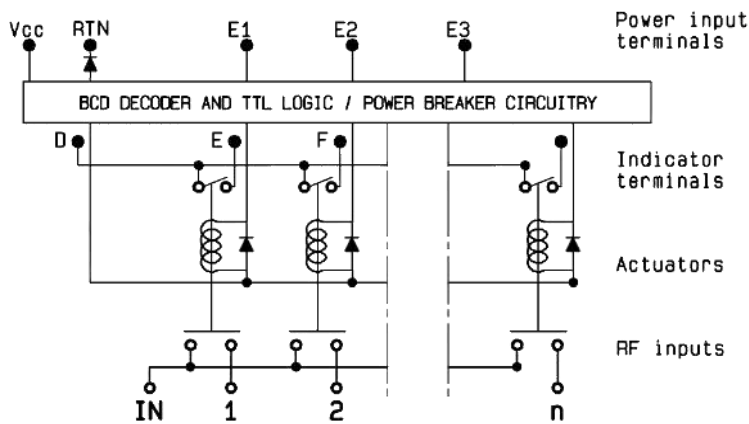 Vcc RTN E1 E2 E3 Power input
terminals
BCD DECODER AND TTL LOGIC / POWER BREAKER CIRCUITRY
D E F Indicator
terminals
Actuators
RF inputs
IN 1 2 n